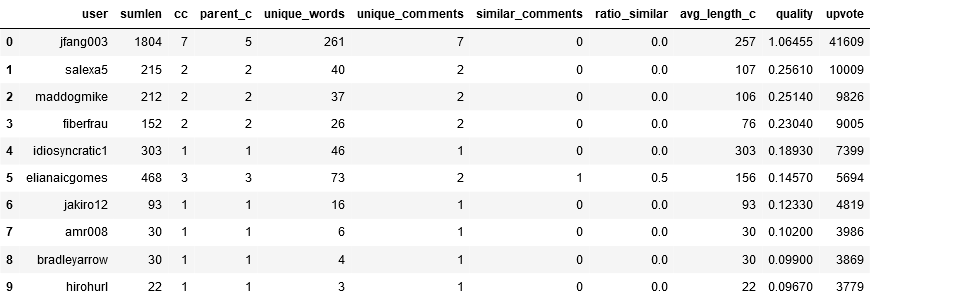 user sumlen cc parent_c unique_words unique_comments similar_comments ratio_similar avg_length_c quality upvote
0 jfang003 1804 7 5 261 7 0 0.0 257 1.06455 41609
1 salexa5 215 2 2 40 2 0 0.0 107 0.25610 10009
2 maddogmike 212 2 2 37 2 0 0.0 106 0.25140 9826
3 fiberfrau 152 2 2 26 2 0 0.0 76 0.23040 9005
4 idiosyncratic1 303 1 1 46 1 0 0.0 303 0.18930 7399
5 elianaicgomes 468 3 3 73 2 1 0.5 156 0.14570 5694
6 jakiro12 93 1 1 16 1 0 0.0 93 0.12330 4819
7 amr008 30 1 1 6 1 0 0.0 30 0.10200 3986
8 bradleyarrow 30 1 1 4 1 0 0.0 30 0.09900 3869
9 hirohurl 22 1 1 3 1 0 0.0 22 0.09670 3779